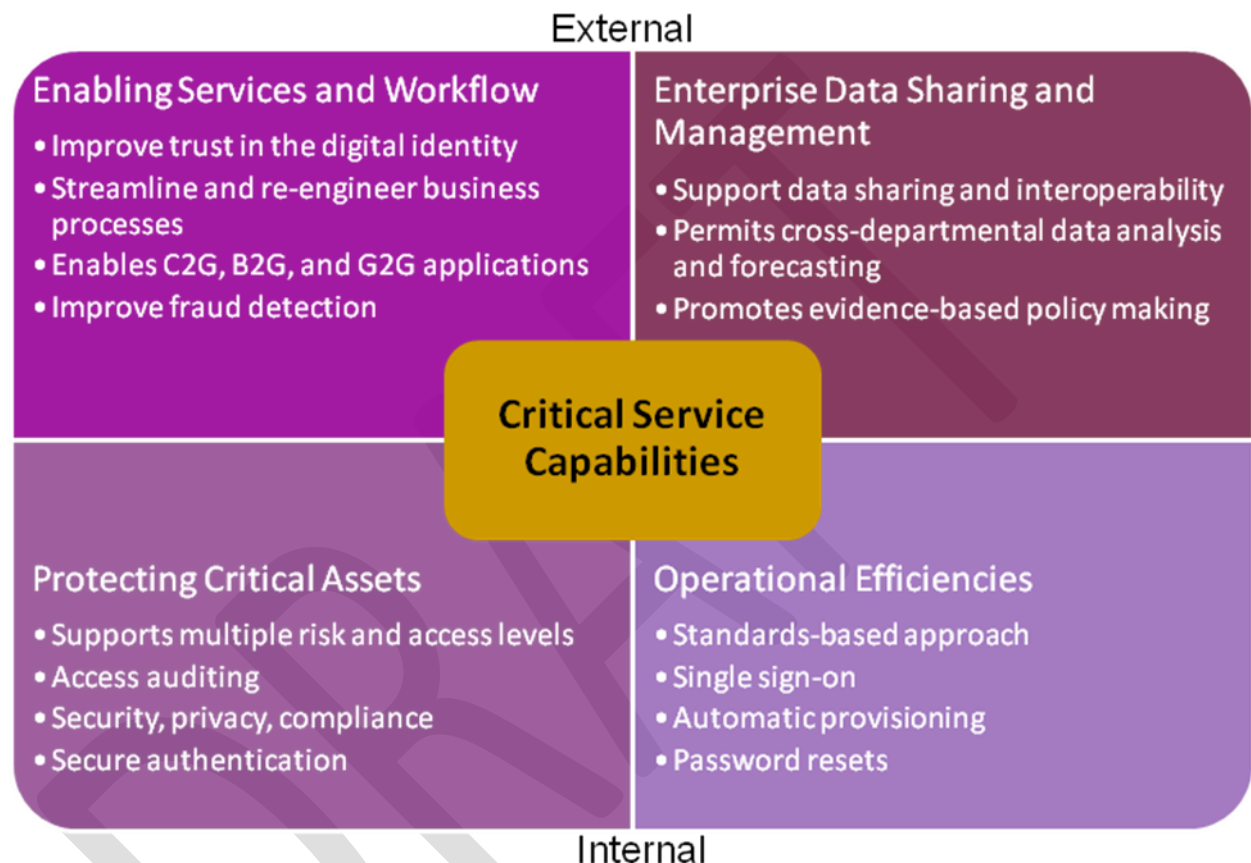 External
Enabling Services and Workflow
• Improve trust in the digital identity
• Streamline and re-engineer business
processes
• Enables C2G, B2G, and G2G applications
• Improve fraud detection
Enterprise Data Sharing and
Management
• Support data sharing and interoperability
• Permits cross-departmental data analysis
and forecasting
• Promotes evidence-based policy making
Critical Service
Capabilities
Protecting Critical Assets
• Supports multiple risk and access levels
• Access auditing
• Security, privacy, compliance
• Secure authentication
Operational Efficiencies
• Standards-based approach
• Single sign-on
• Automatic provisioning
• Password resets
Internal
DRAFT